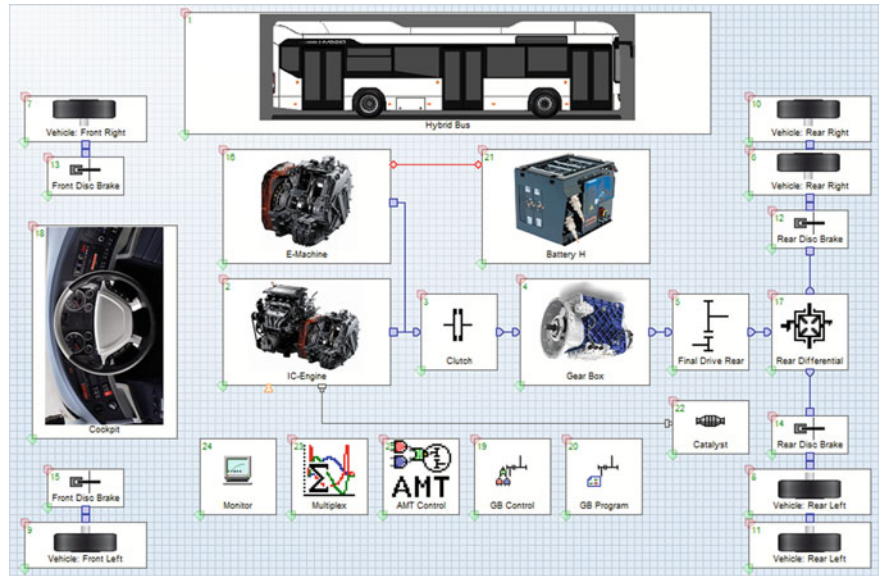 1
Hybrid Bus
7
Vehicle: Front Right
10
Vehicle: Rear Right
13
Front Disc Brake
16
E-Machine
21
Battery H
6
Vehicle: Rear Right
12
Rear Disc Brake
18
Cockpit
2
IC-Engine
3
Clutch
4
Gear Box
5
Final Drive Rear
17
Rear Differential
22
Catalyst
14
Rear Disc Brake
24
Monitor
23
Multiplex
AMT
AMT Control
19
GB Control
20
GB Program
15
Front Disc Brake
8
Vehicle: Rear Left
9
Vehicle: Front Left
11
Vehicle: Rear Left